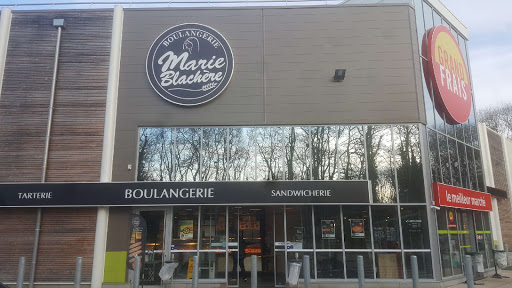 BOULANGERIE
Marie
Blachère
GRAND
FRAIS
TARTERIE
BOULANGERIE
SANDWICHERIE
le meilleur marché